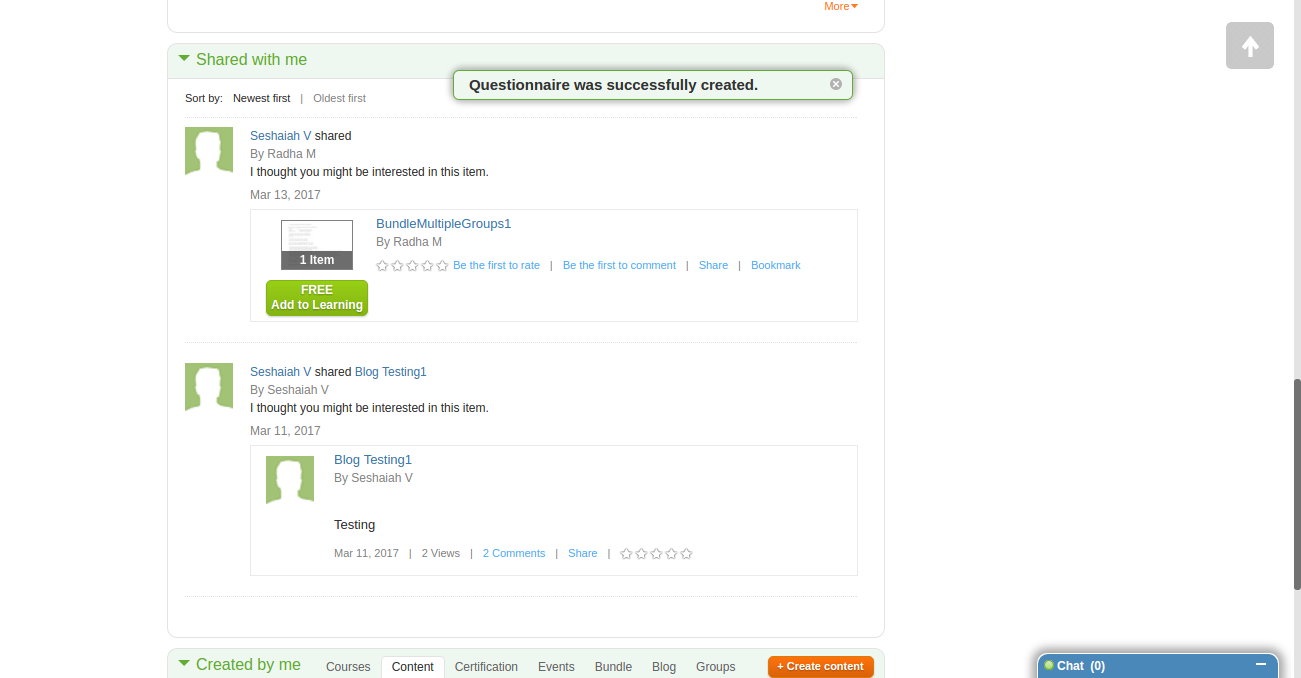 More
Shared with me
Questionnaire was successfully created.
Sort by: Newest first | Oldest first
Seshaiah V shared
By Radha M
I thought you might be interested in this item.
Mar 13, 2017
BundleMultipleGroups1
By Radha M
1 Item
Be the first to rate | Be the first to comment | Share | Bookmark
FREE
Add to Learning
Seshaiah V shared Blog Testing1
By Seshaiah V
I thought you might be interested in this item.
Mar 11, 2017
Blog Testing1
By Seshaiah V
Testing
Mar 11, 2017 | 2 Views | 2 Comments | Share |
Created by me Courses Content Certification Events Bundle Blog Groups + Create content
Chat (0)